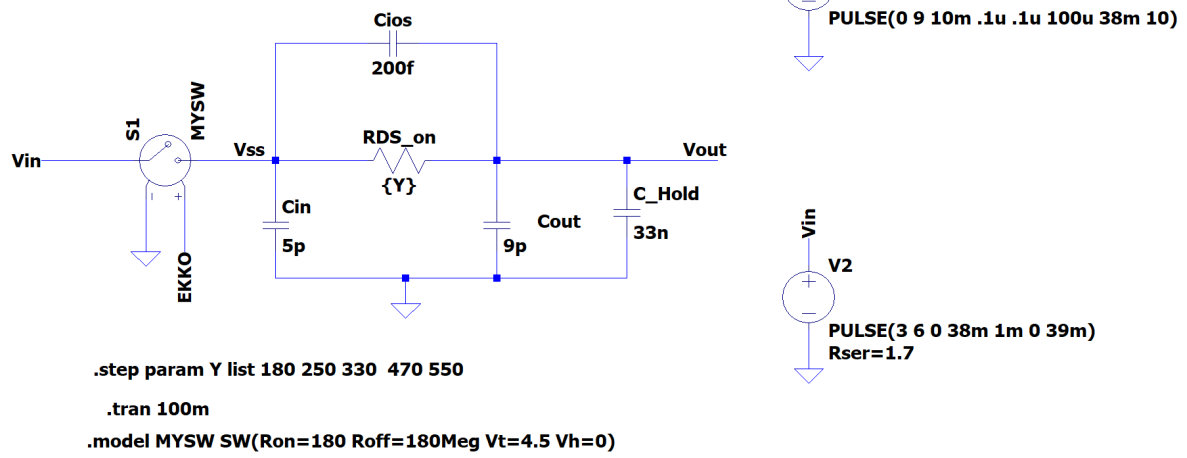 Cios
200f
PULSE(0 9 10m .1u .1u 100u 38m 10)
S1
MYSW
Vin
Vss
RDS_on
{Y}
Vout
Cin
5p
Cout
9p
C_Hold
33n
EKKO
Vin
V2
PULSE(3 6 0 38m 1m 0 39m)
Rser=1.7
.step param Y list 180 250 330  470 550
.tran 100m
.model MYSW SW(Ron=180 Roff=180Meg Vt=4.5 Vh=0)